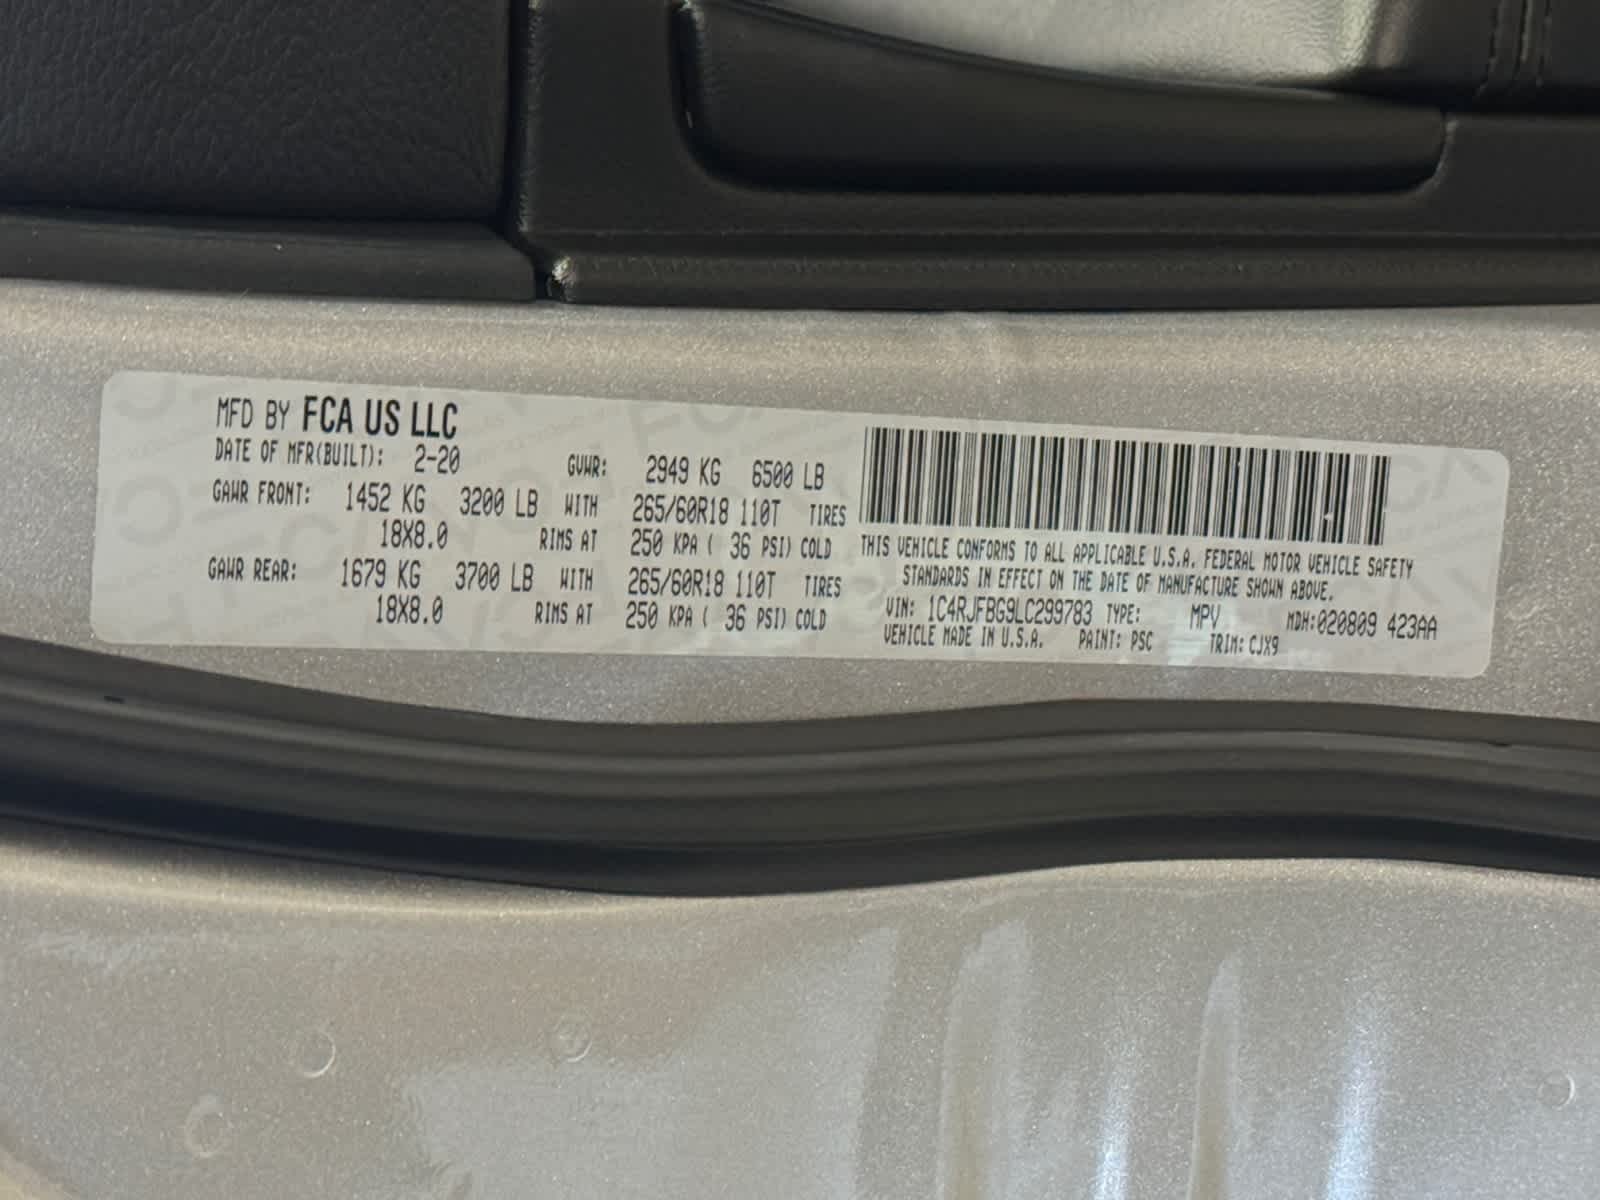 MFD BY FCA US LLC
DATE OF MFR(BUILT): 2-20 GVWR: 2949 KG 6500 LB
GAWR FRONT: 1452 KG 3200 LB WITH 265/60R18 110T TIRES
18X8.0 RIMS AT 250 KPA ( 36 PSI) COLD
GAWR REAR: 1679 KG 3700 LB WITH 265/60R18 110T TIRES
18X8.0 RIMS AT 250 KPA ( 36 PSI) COLD
THIS VEHICLE CONFORMS TO ALL APPLICABLE U.S.A. FEDERAL MOTOR VEHICLE SAFETY
STANDARDS IN EFFECT ON THE DATE OF MANUFACTURE SHOWN ABOVE.
VIN: 1C4RJFBG9LC299783 TYPE: MPV MDH:020809 423AA
VEHICLE MADE IN U.S.A. PAINT: PSC TRIM: CJX9